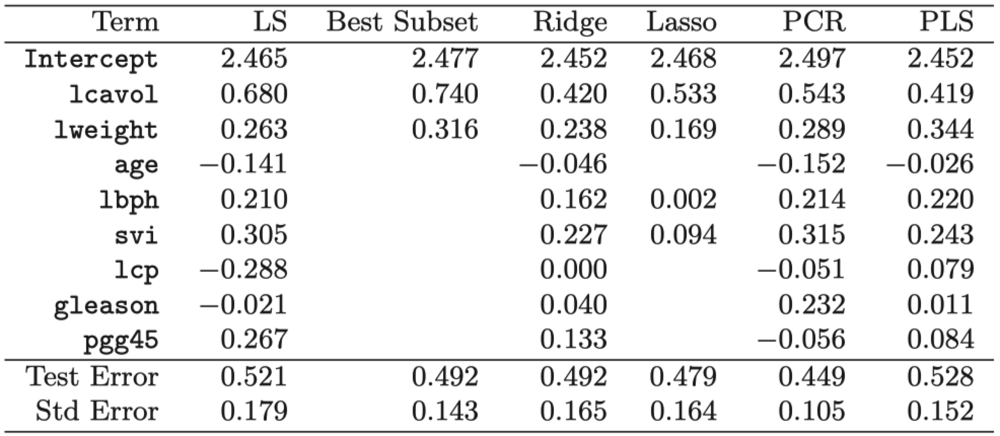 Term LS Best Subset Ridge Lasso PCR PLS
Intercept 2.465 2.477 2.452 2.468 2.497 2.452
lcavol 0.680 0.740 0.420 0.533 0.543 0.419
lweight 0.263 0.316 0.238 0.169 0.289 0.344
age −0.141 −0.046 −0.152 −0.026
lbph 0.210 0.162 0.002 0.214 0.220
svi 0.305 0.227 0.094 0.315 0.243
lcp −0.288 0.000 −0.051 0.079
gleason −0.021 0.040 0.232 0.011
pgg45 0.267 0.133 −0.056 0.084
Test Error 0.521 0.492 0.492 0.479 0.449 0.528
Std Error 0.179 0.143 0.165 0.164 0.105 0.152